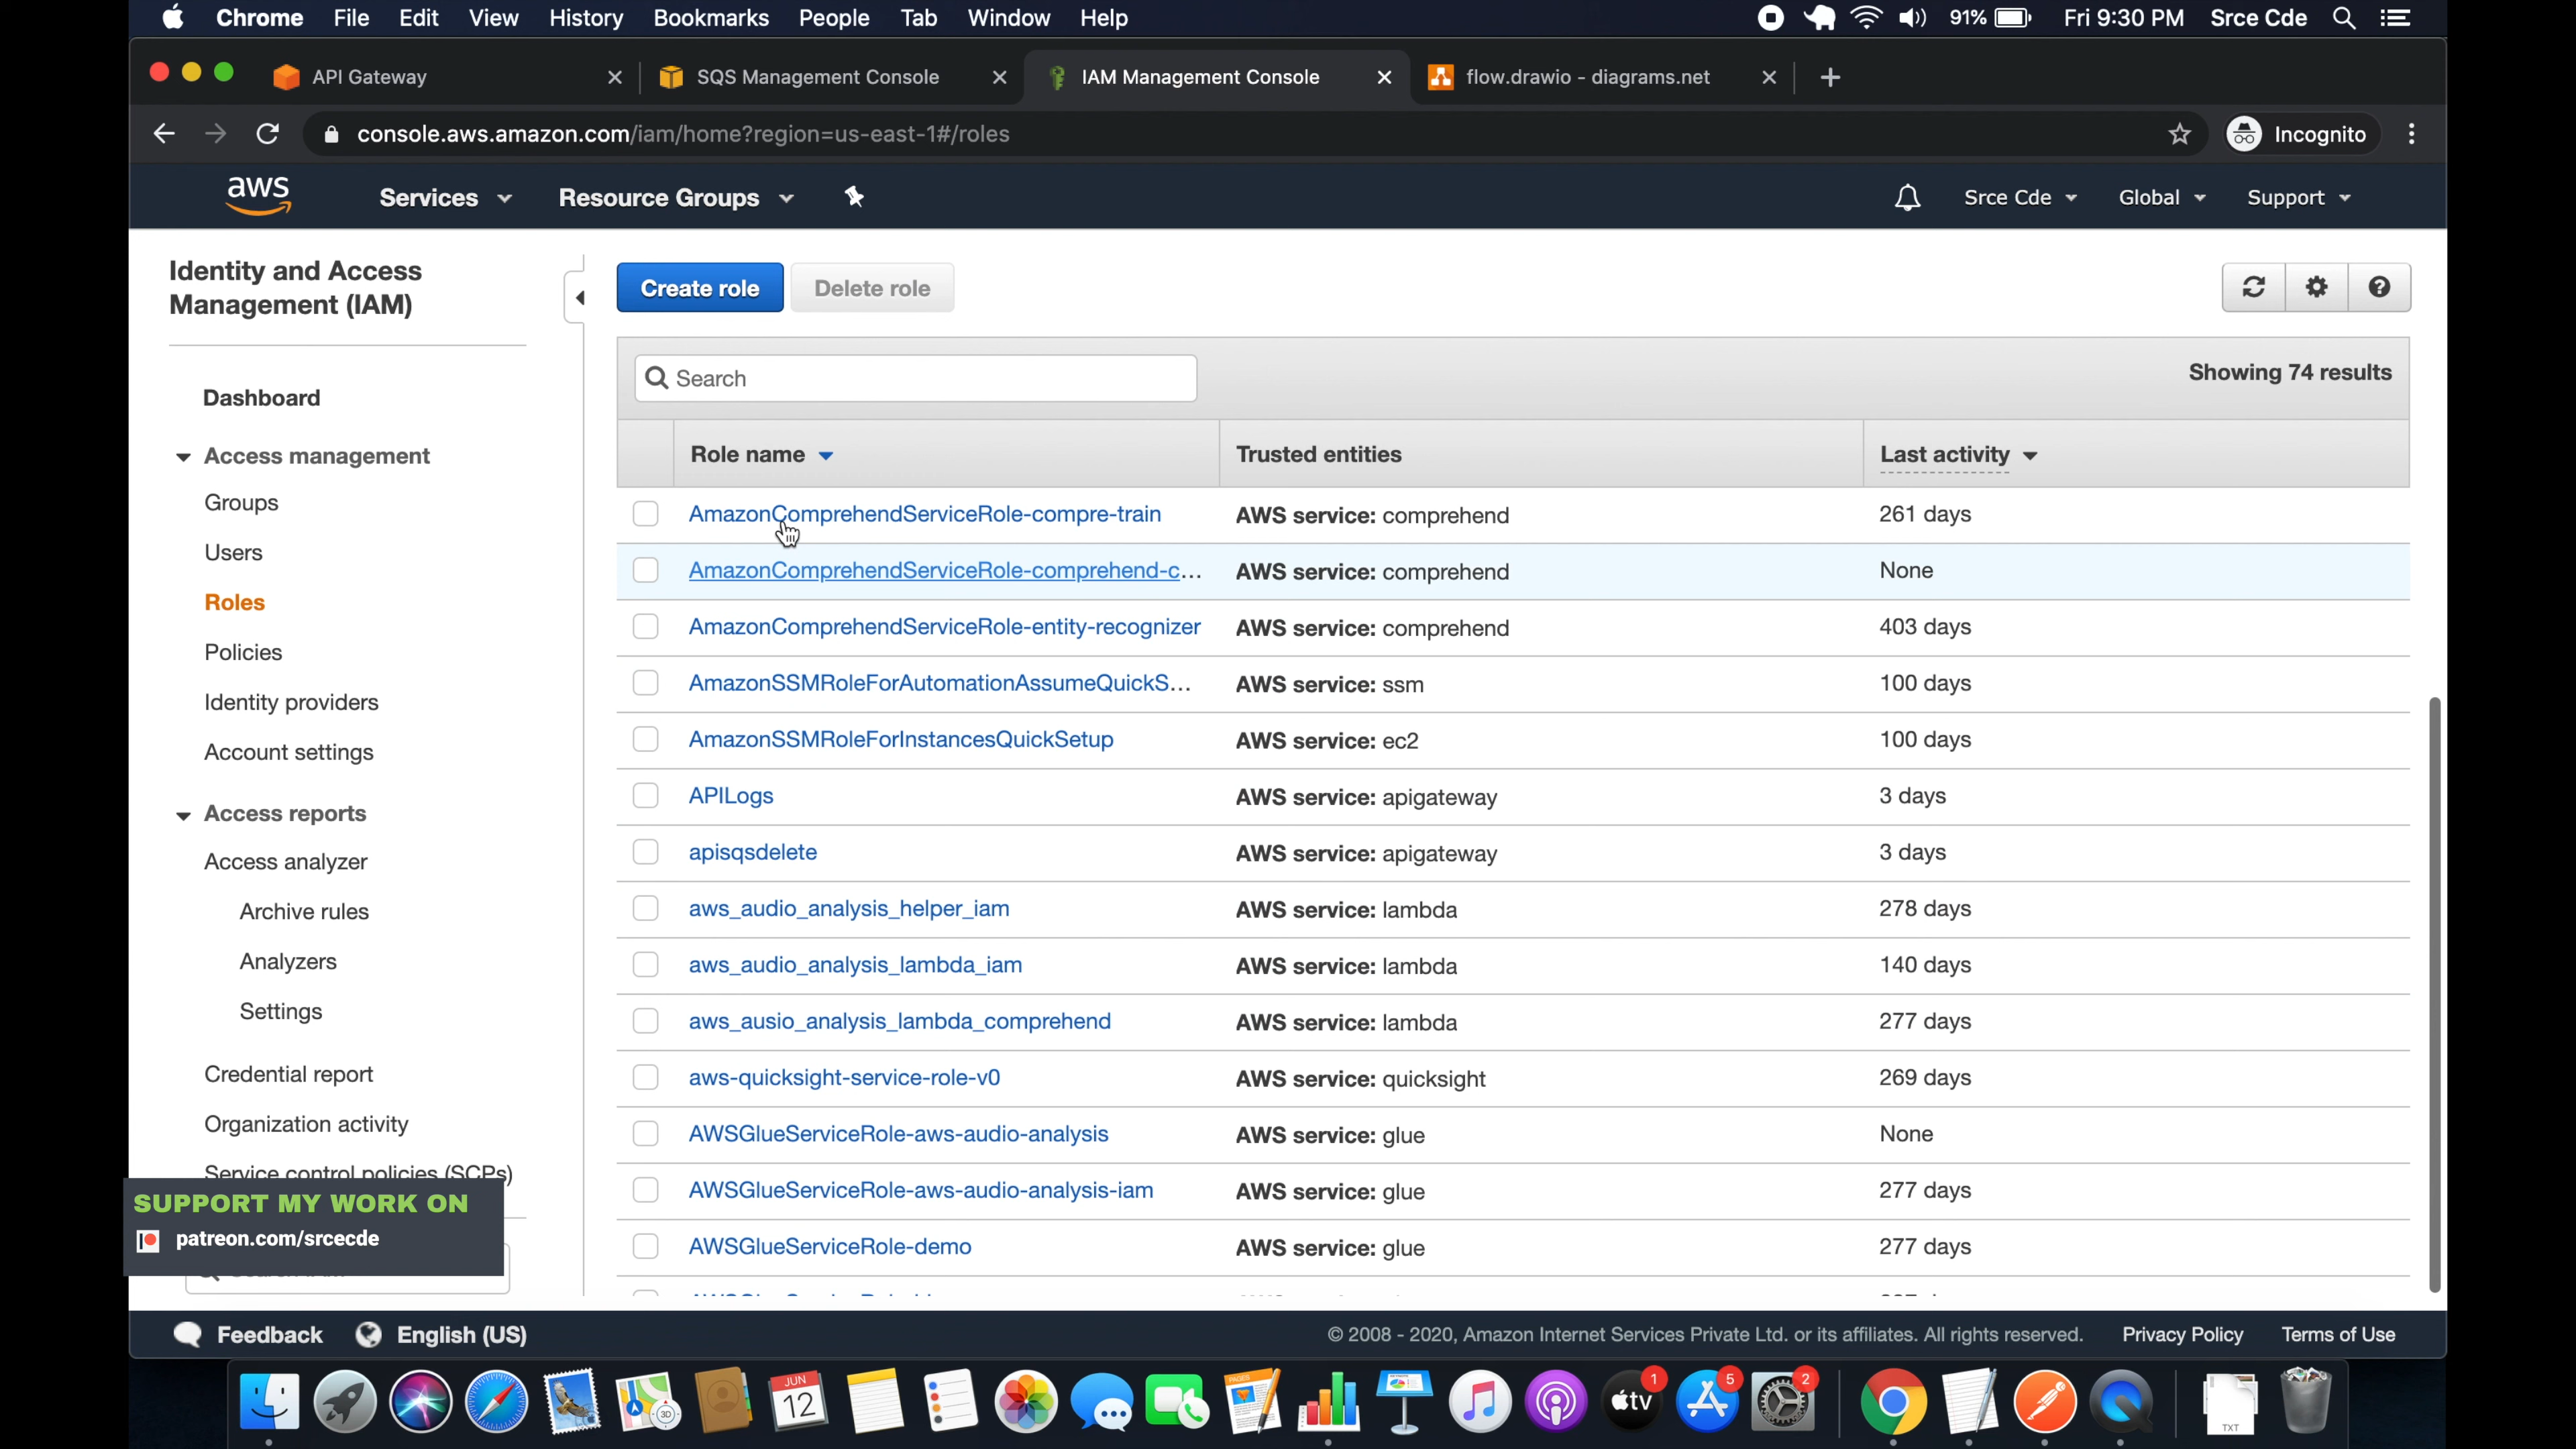 Chrome File Edit View History Bookmarks People Tab Window Help 91% Fri 9:30 PM Srce Cde
API Gateway SQS Management Console IAM Management Console flow.drawio - diagrams.net
console.aws.amazon.com/iam/home?region=us-east-1#/roles Incognito
aws Services Resource Groups Srce Cde Global Support
Identity and Access
Management (IAM)
Dashboard
Access management
Groups
Users
Roles
Policies
Identity providers
Account settings
Access reports
Access analyzer
Archive rules
Analyzers
Settings
Credential report
Organization activity
Service control policies (SCPs)
SUPPORT MY WORK ON
patreon.com/srcecde
Create role Delete role
Search Showing 74 results
Role name Trusted entities Last activity
AmazonComprehendServiceRole-compre-train AWS service: comprehend 261 days
AmazonComprehendServiceRole-comprehend-c... AWS service: comprehend None
AmazonComprehendServiceRole-entity-recognizer AWS service: comprehend 403 days
AmazonSSMRoleForAutomationAssumeQuickS... AWS service: ssm 100 days
AmazonSSMRoleForInstancesQuickSetup AWS service: ec2 100 days
APILogs AWS service: apigateway 3 days
apisqsdelete AWS service: apigateway 3 days
aws_audio_analysis_helper_iam AWS service: lambda 278 days
aws_audio_analysis_lambda_iam AWS service: lambda 140 days
aws_ausio_analysis_lambda_comprehend AWS service: lambda 277 days
aws-quicksight-service-role-v0 AWS service: quicksight 269 days
AWSGlueServiceRole-aws-audio-analysis AWS service: glue None
AWSGlueServiceRole-aws-audio-analysis-iam AWS service: glue 277 days
AWSGlueServiceRole-demo AWS service: glue 277 days
Feedback English (US) © 2008 - 2020, Amazon Internet Services Private Ltd. or its affiliates. All rights reserved. Privacy Policy Terms of Use
3D JUN 12 PAGES tv 1 5 2 TXT